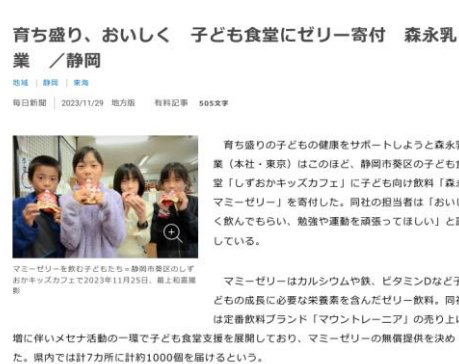 育ち盛り、おいしく　子ども食堂にゼリー寄付　森永乳
業　／静岡
地域 | 静岡 | 東海
毎日新聞 | 2023/11/29 地方版 有料記事 505文字
育ち盛りの子どもの健康をサポートしようと森永
業（本社・東京）はこのほど、静岡市葵区の子ども
堂「しずおかキッズカフェ」に子ども向け飲料「森
マミーゼリー」を寄付した。同社の担当者は「おいし
く飲んでもらい、勉強や運動を頑張ってほしい」と
している。
マミーゼリーを飲む子どもたち＝静岡市葵区のしず
おかキッズカフェで2023年11月25日、最上和喜撮
影
マミーゼリーはカルシウムや鉄、ビタミンDなど子
どもの成長に必要な栄養素を含んだゼリー飲料。同
は定番飲料ブランド「マウントレーニア」の売り上
増に伴いメセナ活動の一環で子ども食堂支援を展開しており、マミーゼリーの無償提供を決め
た。県内では計7カ所に計約1000個を届けるという。